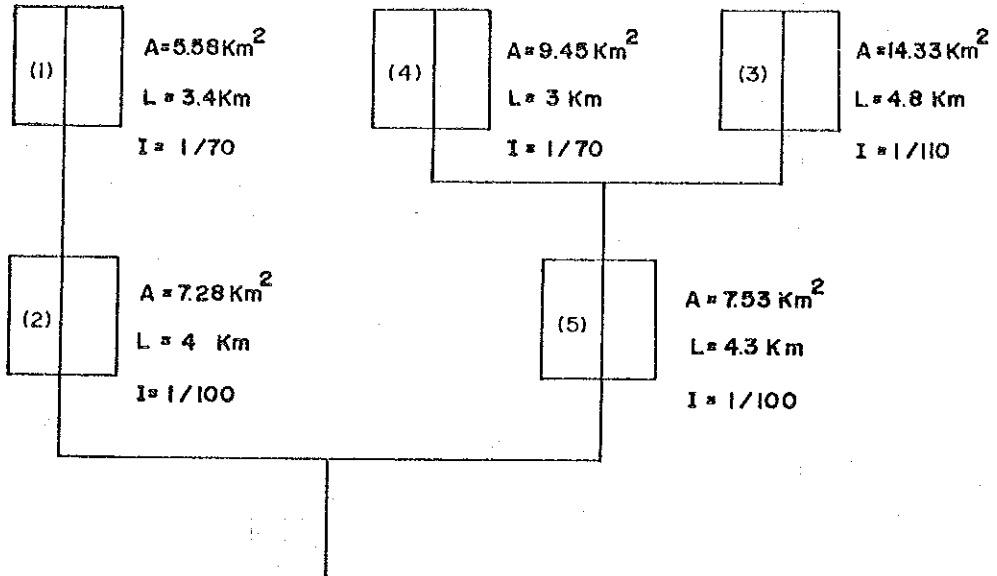 (1)
A=5.58 Km²
L = 3.4 Km
I = 1/70
(4)
A=9.45 Km²
L= 3 Km
I = 1/70
(3)
A=14.33 Km²
L= 4.8 Km
I = 1/110
(2)
A=7.28 Km²
L = 4 Km
I= 1/100
(5)
A = 7.53 Km²
L= 4.3 Km
I = 1/100